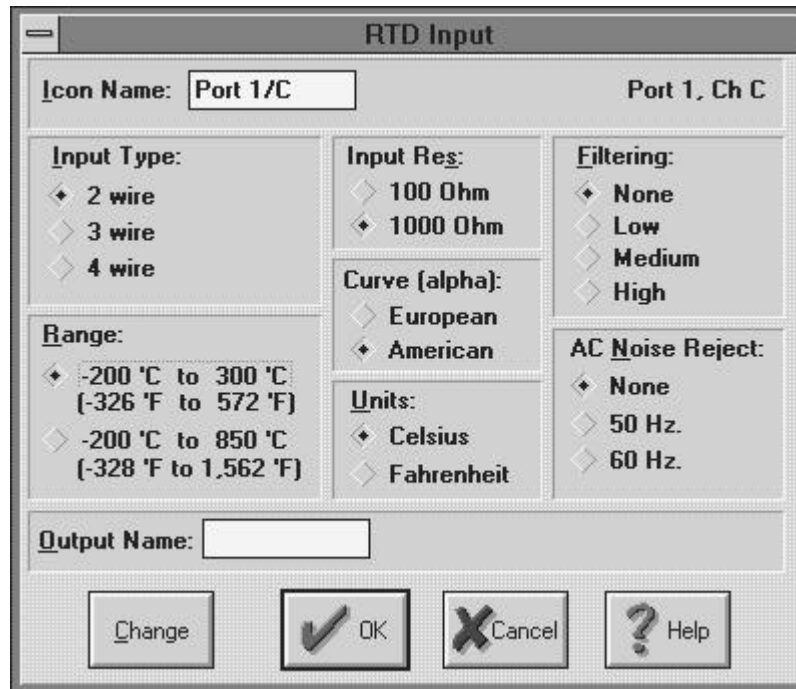 RTD Input
Icon Name: Port 1/C
Port 1, Ch C
Input Type:
2 wire
3 wire
4 wire
Range:
-200 'C to 300 'C
(-326 'F to 572 'F)
-200 'C to 850 'C
(-328 'F to 1,562 'F)
Input Res:
100 Ohm
1000 Ohm
Curve (alpha):
European
American
Units:
Celsius
Fahrenheit
Filtering:
None
Low
Medium
High
AC Noise Reject:
None
50 Hz.
60 Hz.
Output Name:
Change
OK
Cancel
Help